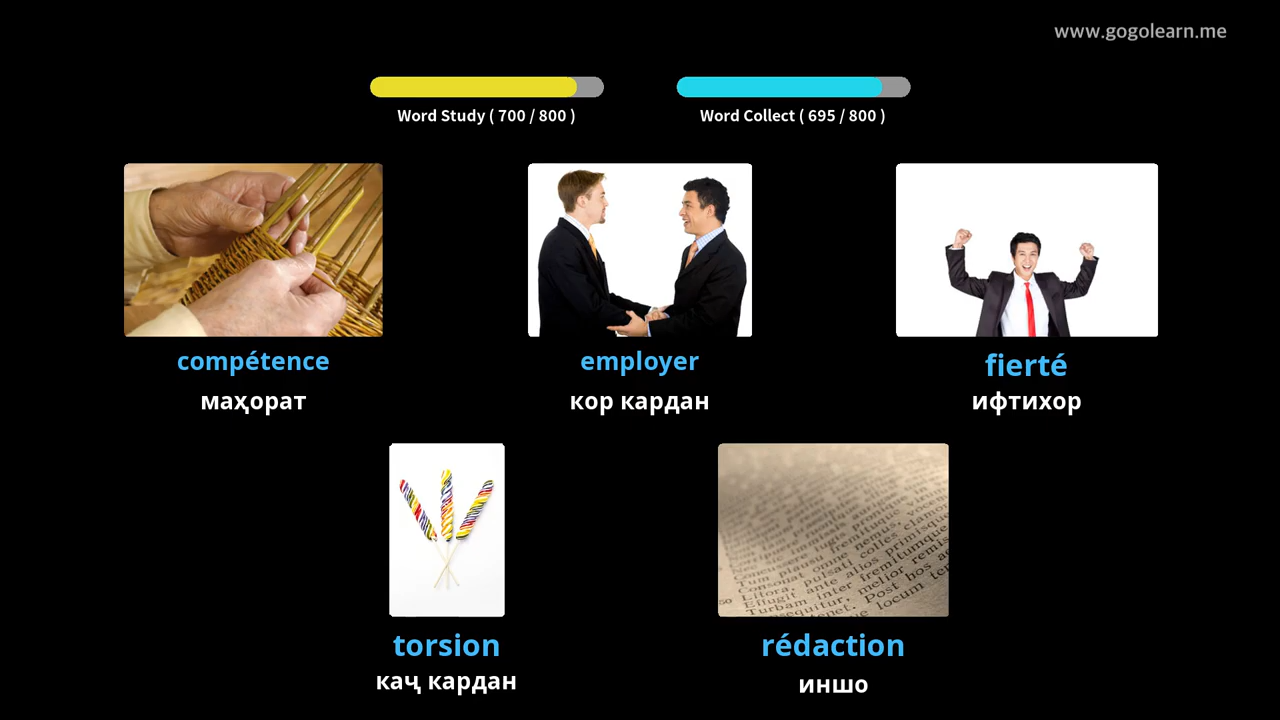 www.gogolearn.me
Word Study ( 700 / 800 )
Word Collect ( 695 / 800 )
compétence
маҳорат
employer
кор кардан
fierté
ифтихор
torsion
каҷ кардан
rédaction
иншо